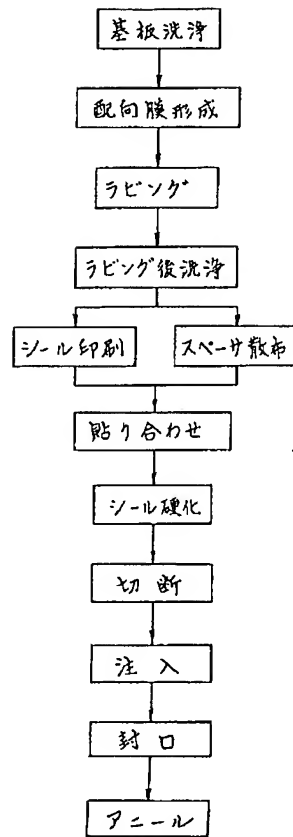 基板洗浄
配向膜形成
ラビング
ラビング後洗浄
シール印刷
スペーサ散布
貼り合わせ
シール硬化
切断
注入
封口
アニール